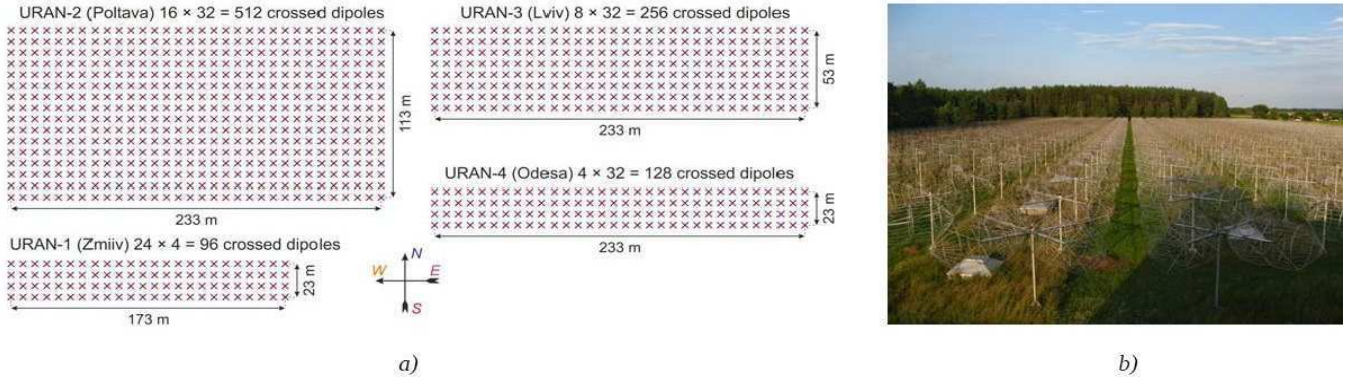 URAN-2 (Poltava) 16 × 32 = 512 crossed dipoles
113 m
233 m
URAN-1 (Zmiiv) 24 × 4 = 96 crossed dipoles
23 m
173 m
URAN-3 (Lviv) 8 × 32 = 256 crossed dipoles
53 m
233 m
URAN-4 (Odesa) 4 × 32 = 128 crossed dipoles
23 m
233 m
N
W E
S
a)
b)